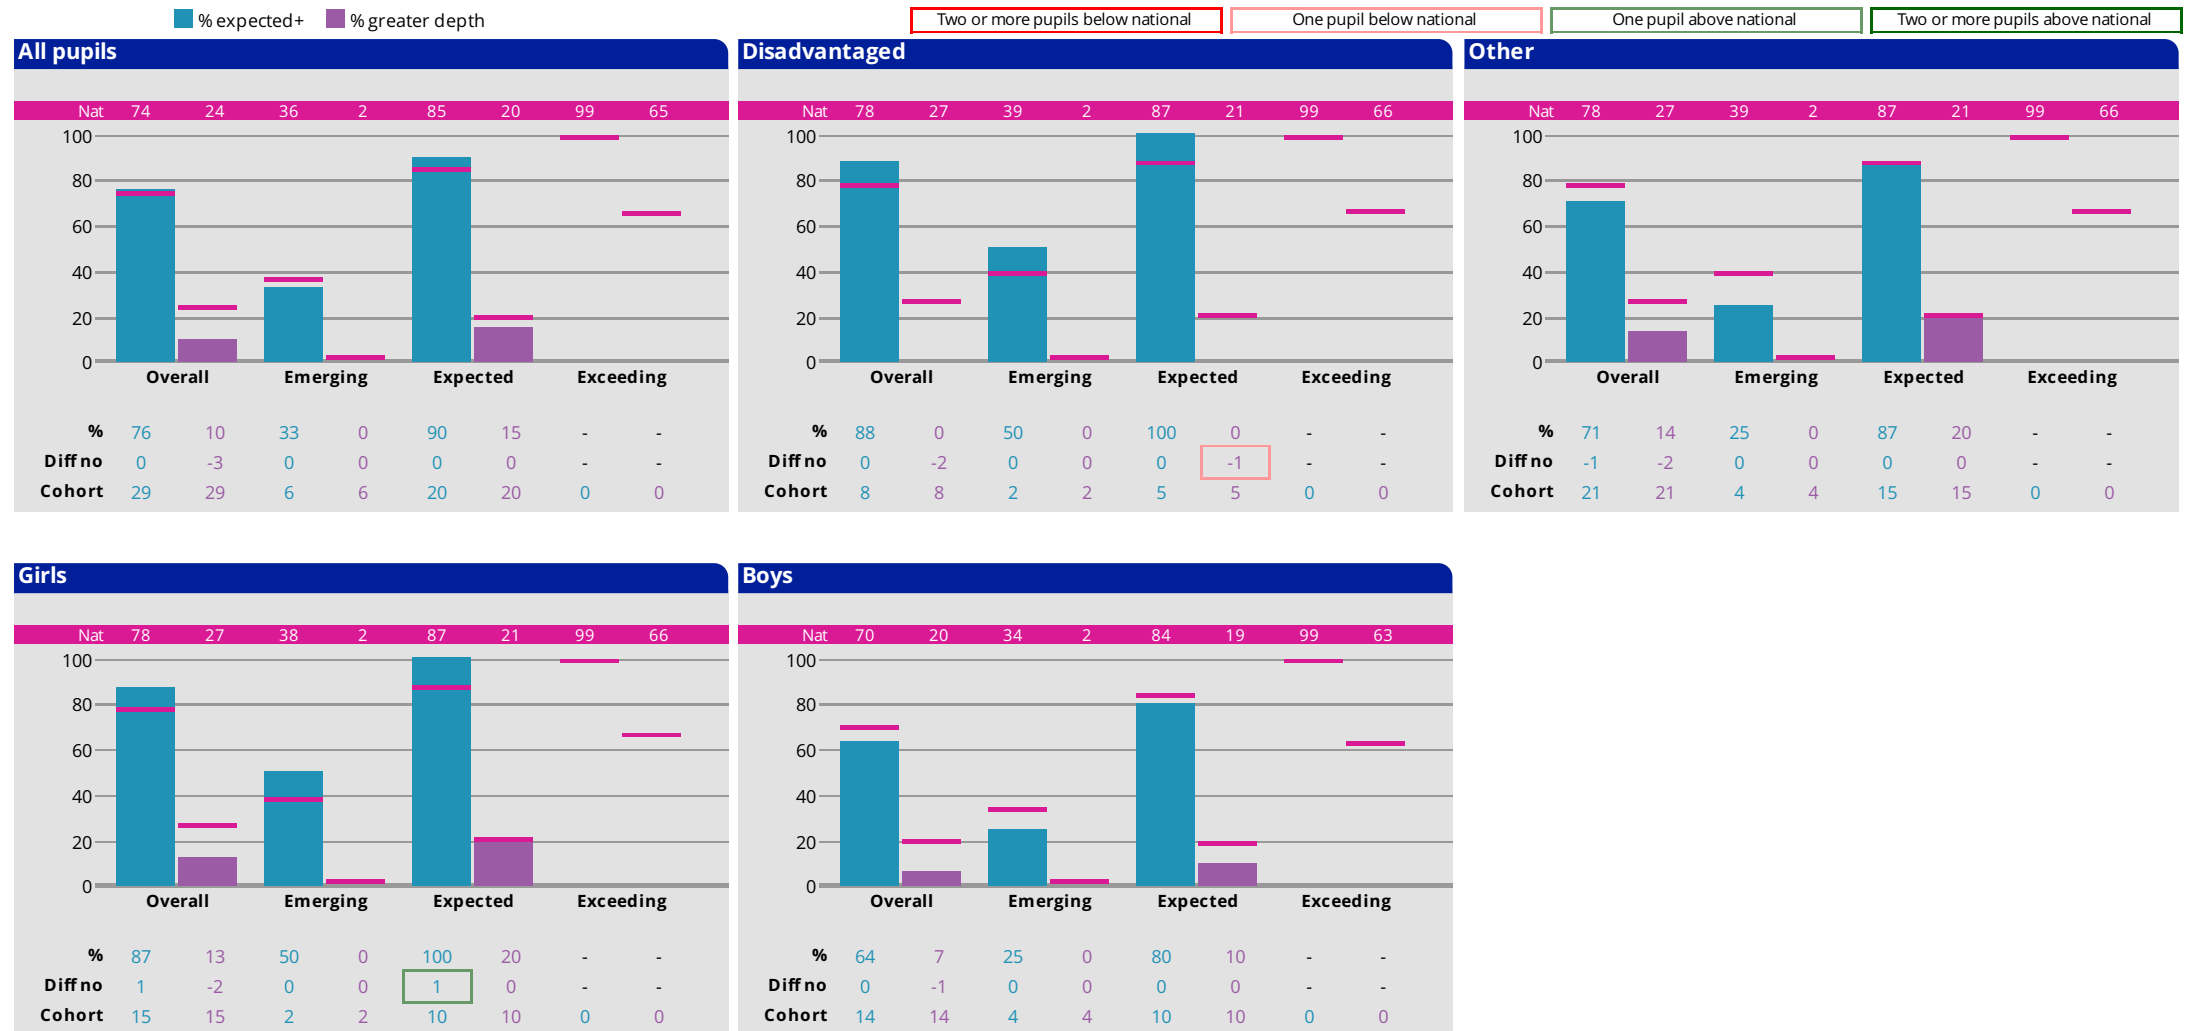 % expected+ % greater depth Two or more pupils below national One pupil below national One pupil above national Two or more pupils above national
All pupils
Nat 74 24 36 2 85 20 99 65
100
80
60
40
20
0
Overall Emerging Expected Exceeding
% 76 10 33 0 90 15 - -
Diff no 0 -3 0 0 0 0 - -
Cohort 29 29 6 6 20 20 0 0
Disadvantaged
Nat 78 27 39 2 87 21 99 66
100
80
60
40
20
0
Overall Emerging Expected Exceeding
% 88 0 50 0 100 0 - -
Diff no 0 -2 0 0 0 -1 - -
Cohort 8 8 2 2 5 5 0 0
Other
Nat 78 27 39 2 87 21 99 66
100
80
60
40
20
0
Overall Emerging Expected Exceeding
% 71 14 25 0 87 20 - -
Diff no -1 -2 0 0 0 0 - -
Cohort 21 21 4 4 15 15 0 0
Girls
Nat 78 27 38 2 87 21 99 66
100
80
60
40
20
0
Overall Emerging Expected Exceeding
% 87 13 50 0 100 20 - -
Diff no 1 -2 0 0 1 0 - -
Cohort 15 15 2 2 10 10 0 0
Boys
Nat 70 20 34 2 84 19 99 63
100
80
60
40
20
0
Overall Emerging Expected Exceeding
% 64 7 25 0 80 10 - -
Diff no 0 -1 0 0 0 0 - -
Cohort 14 14 4 4 10 10 0 0